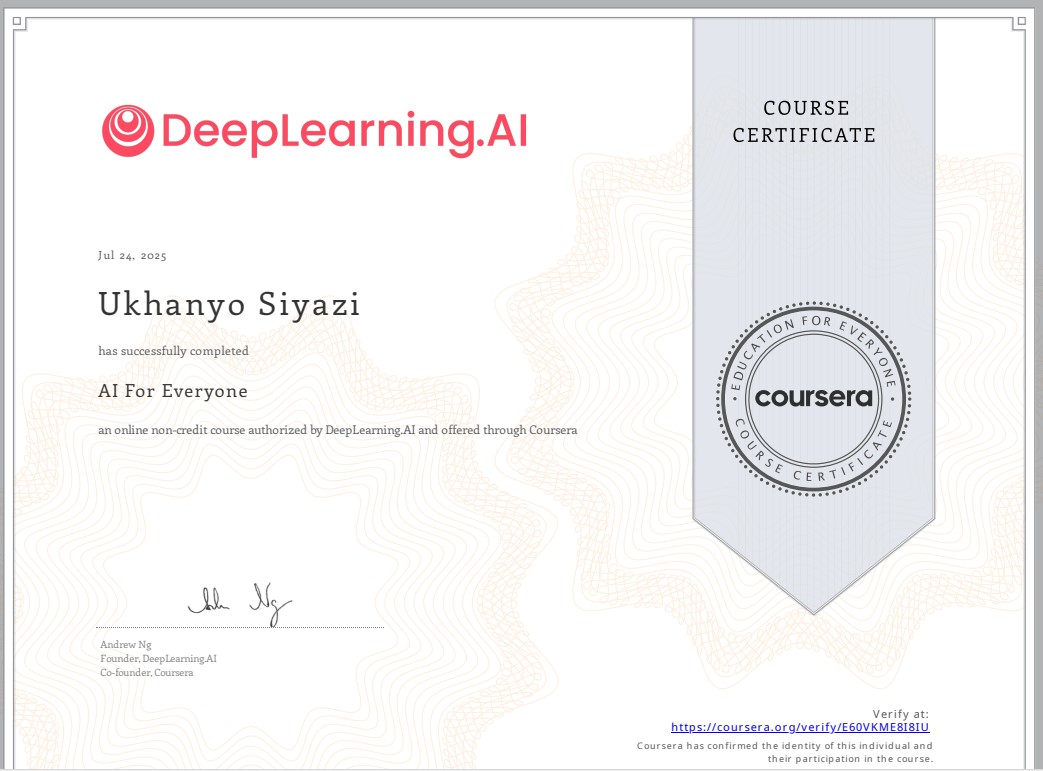 DeepLearning.AI
COURSE
CERTIFICATE
Jul 24, 2025
Ukhanyo Siyazi
has successfully completed
AI For Everyone
an online non-credit course authorized by DeepLearning.AI and offered through Coursera
EDUCATION FOR EVERYONE
coursera
COURSE CERTIFICATE
Andrew Ng
Founder, DeepLearning.AI
Co-founder, Coursera
Verify at:
https://coursera.org/verify/E60VKME8I8IU
Coursera has confirmed the identity of this individual and
their participation in the course.